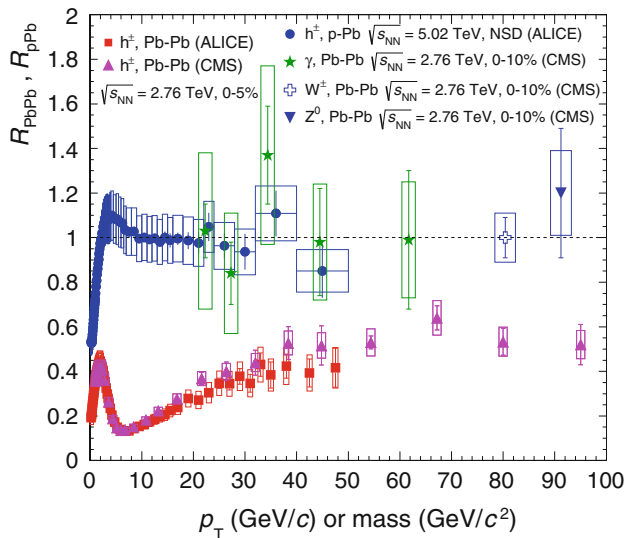 R_PbPb , R_pPb
2
1.8
1.6
1.4
1.2
1
0.8
0.6
0.4
0.2
0
h±, Pb-Pb (ALICE)
h±, Pb-Pb (CMS)
√s_NN = 2.76 TeV, 0-5%
h±, p-Pb √s_NN = 5.02 TeV, NSD (ALICE)
γ, Pb-Pb √s_NN = 2.76 TeV, 0-10% (CMS)
W±, Pb-Pb √s_NN = 2.76 TeV, 0-10% (CMS)
Z⁰, Pb-Pb √s_NN = 2.76 TeV, 0-10% (CMS)
0 10 20 30 40 50 60 70 80 90 100
p_T (GeV/c) or mass (GeV/c²)